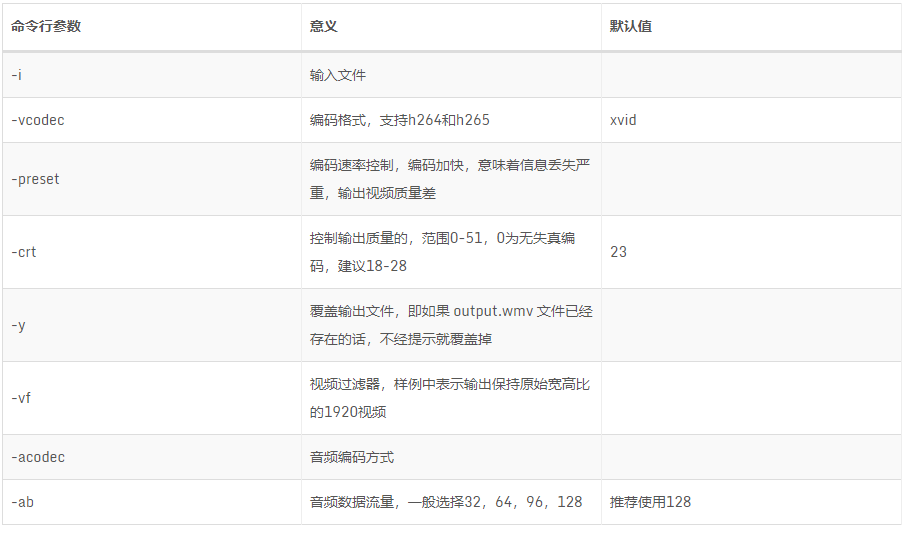 命令行参数 意义 默认值
-i 输入文件
-vcodec 编码格式，支持h264和h265 xvid
-preset 编码速率控制，编码加快，意味着信息丢失严
重，输出视频质量差
-crt 控制输出质量的，范围0-51，0为无失真编 23
码，建议18-28
-y 覆盖输出文件，即如果 output.wmv 文件已经
存在的话，不经提示就覆盖掉
-vf 视频过滤器，样例中表示输出保持原始宽高比
的1920视频
-acodec 音频编码方式
-ab 音频数据流量，一般选择32，64，96，128 推荐使用128